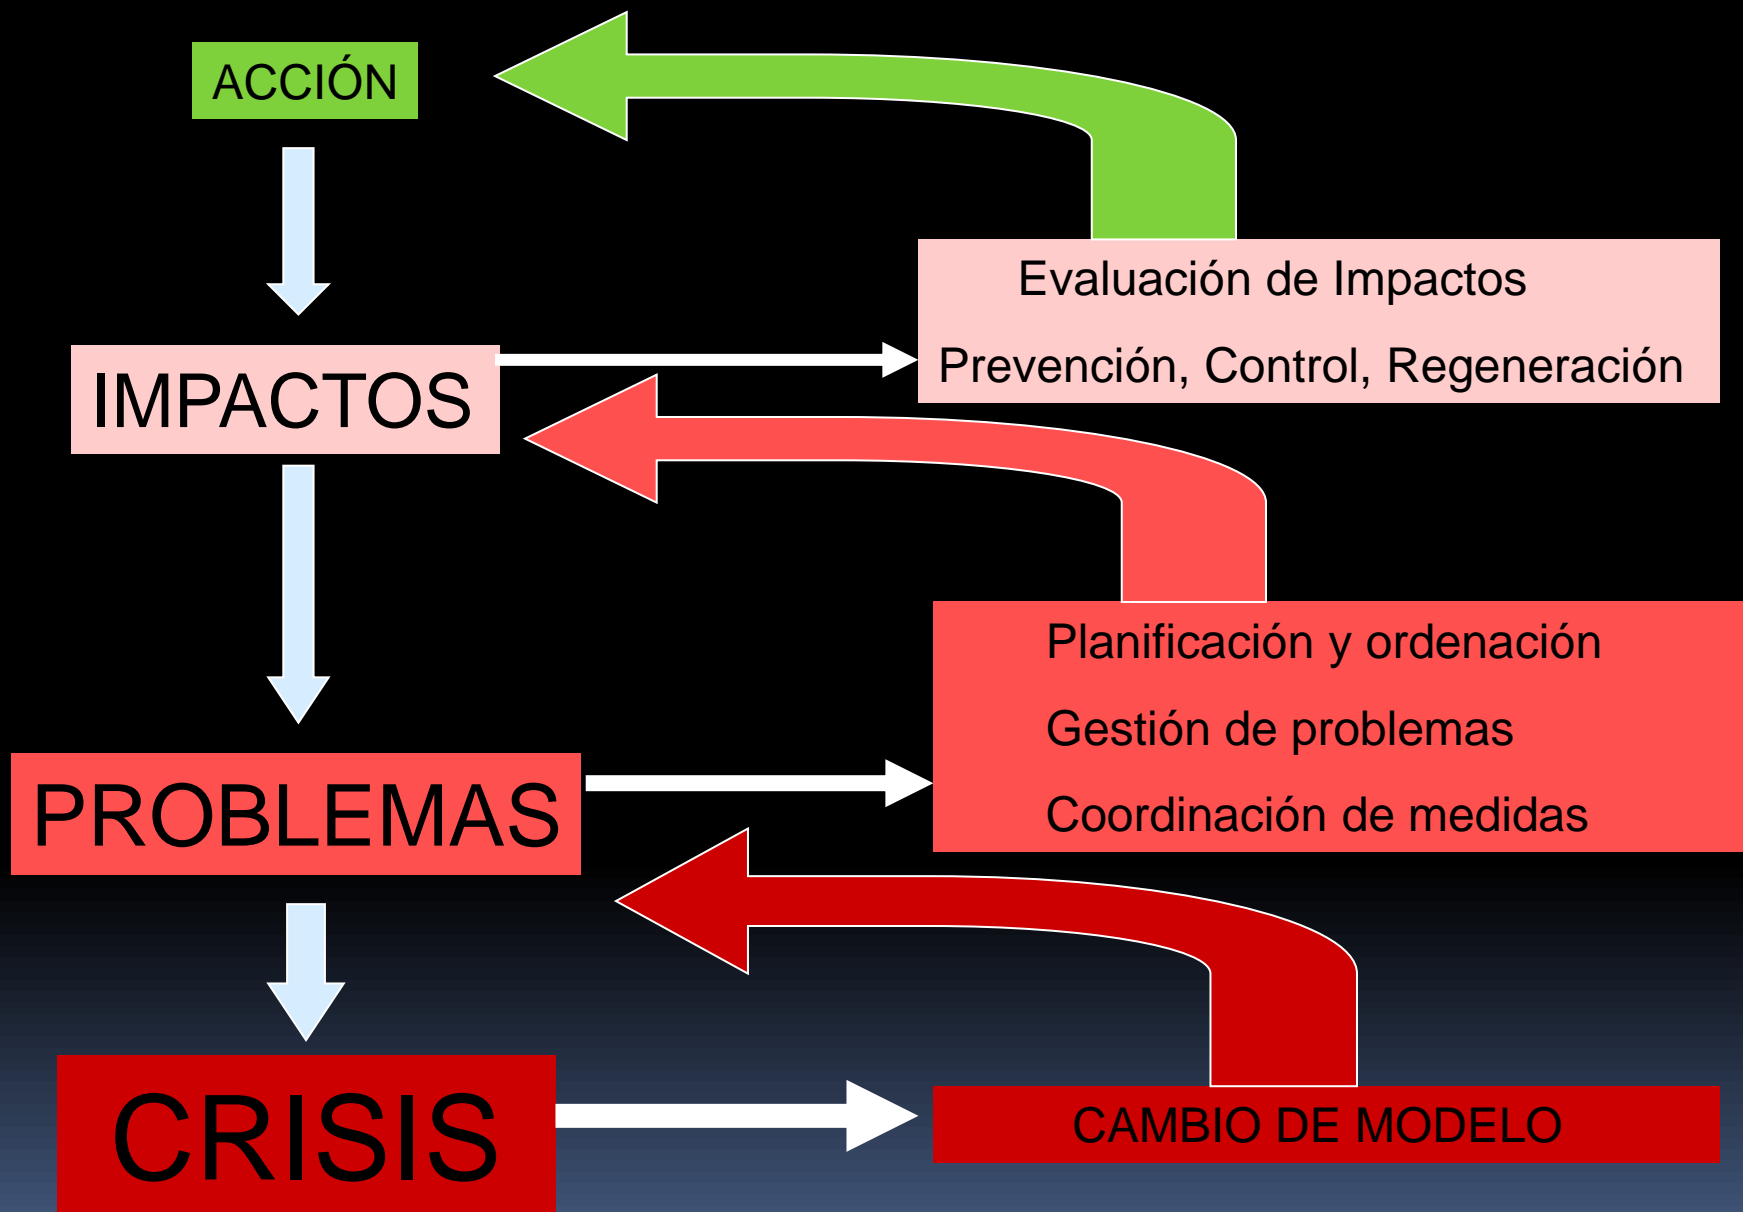 ACCIÓN
Evaluación de Impactos
Prevención, Control, Regeneración
IMPACTOS
Planificación y ordenación
Gestión de problemas
Coordinación de medidas
PROBLEMAS
CRISIS
CAMBIO DE MODELO